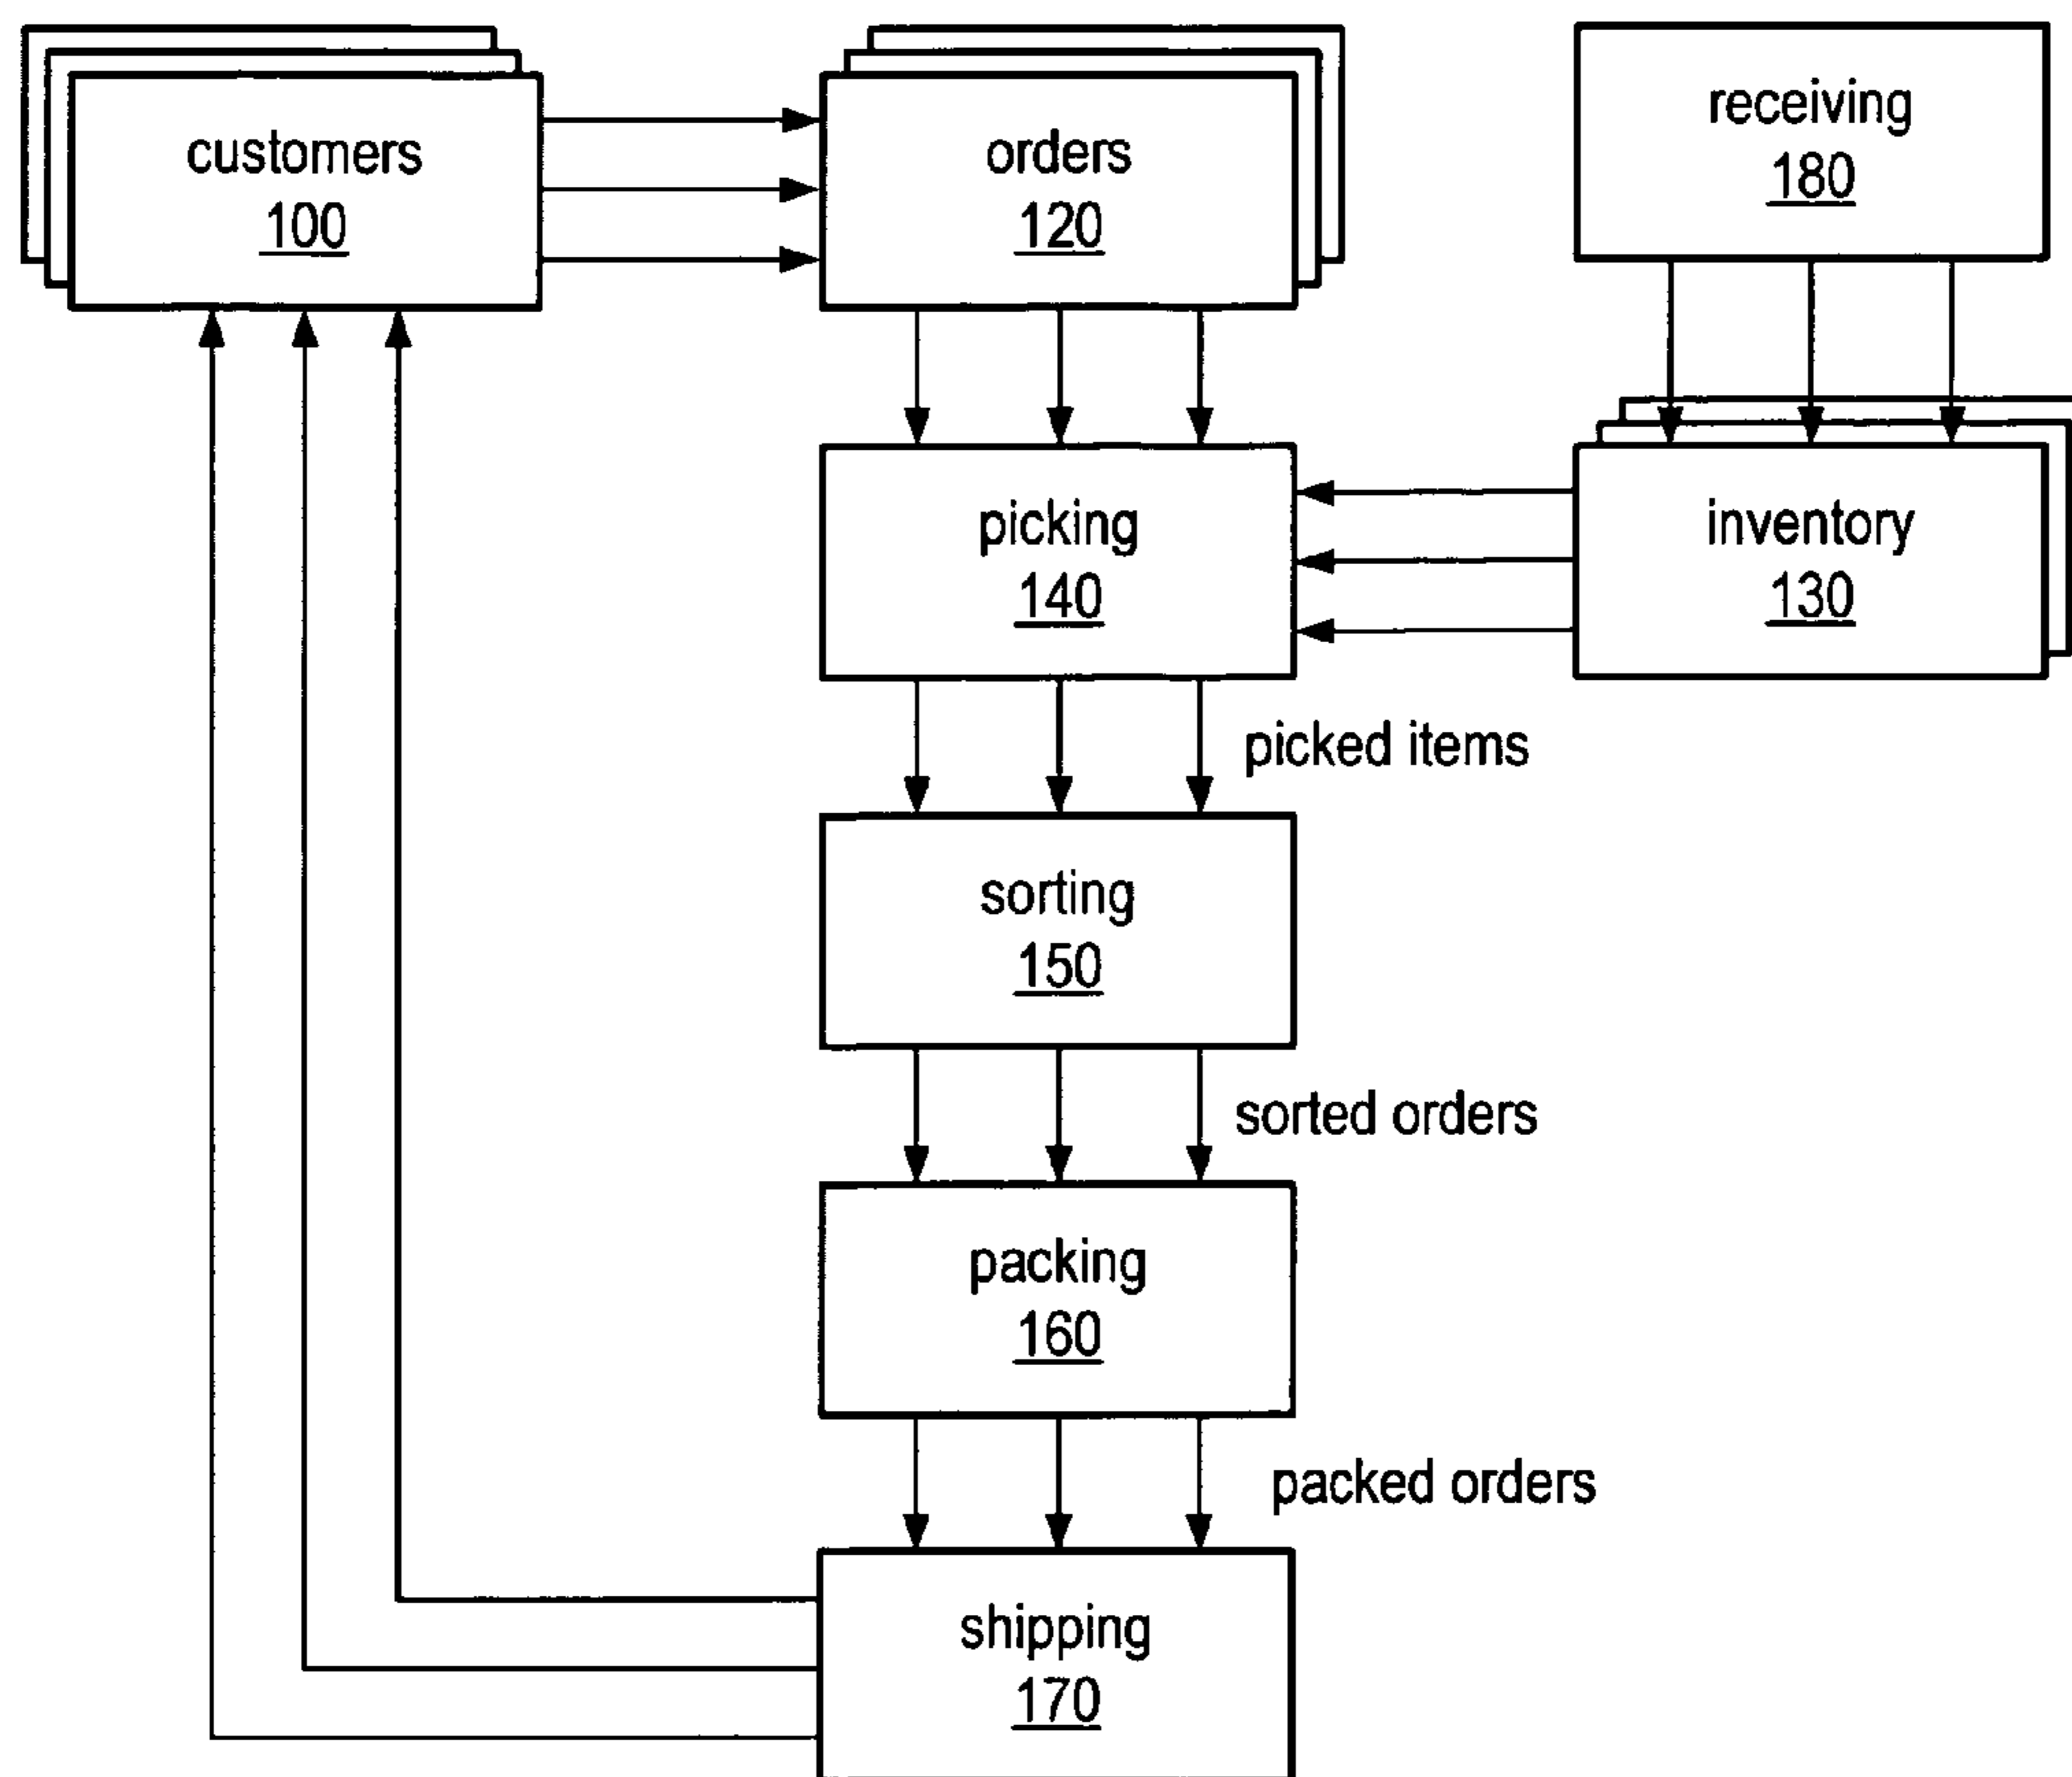 customers
100
orders
120
receiving
180
picking
140
inventory
130
picked items
sorting
150
sorted orders
packing
160
packed orders
shipping
170